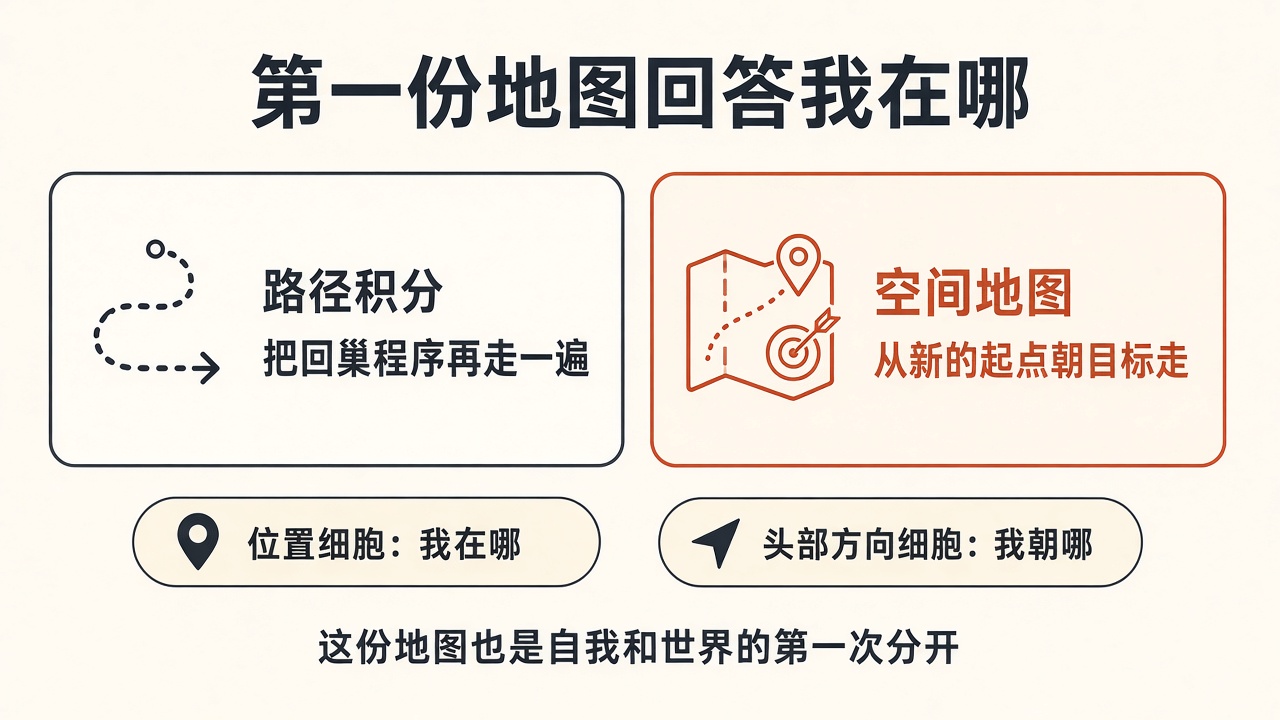 第一份地图回答我在哪
路径积分
把回巢程序再走一遍
空间地图
从新的起点朝目标走
位置细胞：我在哪
头部方向细胞：我朝哪
这份地图也是自我和世界的第一次分开